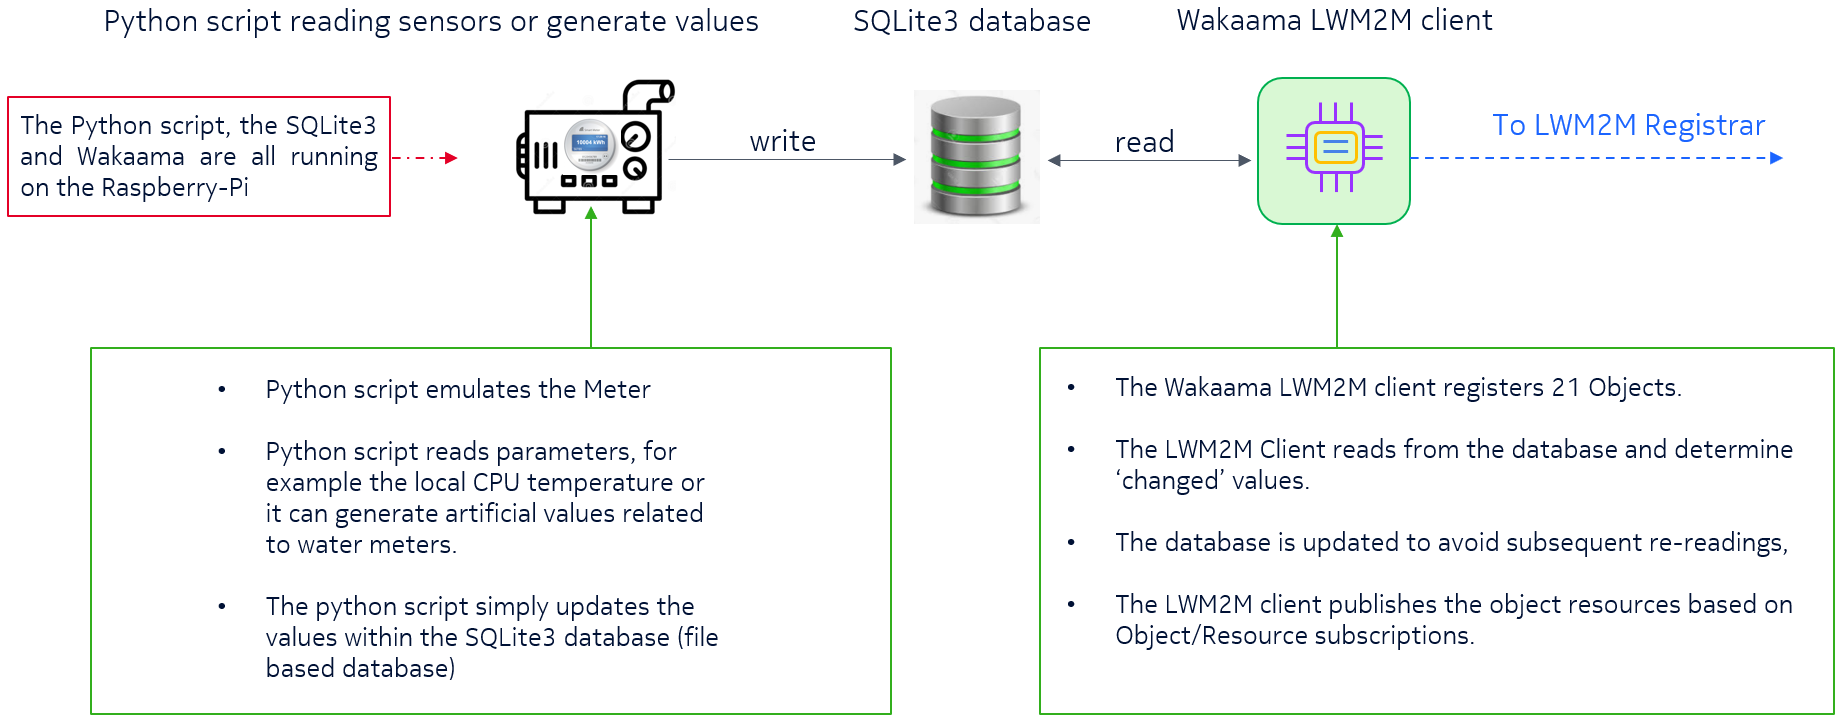 Python script reading sensors or generate values
SQLite3 database
Wakaama LWM2M client
The Python script, the SQLite3
and Wakaama are all running
on the Raspberry-Pi
10004 kWh
write
read
To LWM2M Registrar
• Python script emulates the Meter
• Python script reads parameters, for
example the local CPU temperature or
it can generate artificial values related
to water meters.
• The python script simply updates the
values within the SQLite3 database (file
based database)
• The Wakaama LWM2M client registers 21 Objects.
• The LWM2M Client reads from the database and determine
‘changed’ values.
• The database is updated to avoid subsequent re-readings,
• The LWM2M client publishes the object resources based on
Object/Resource subscriptions.